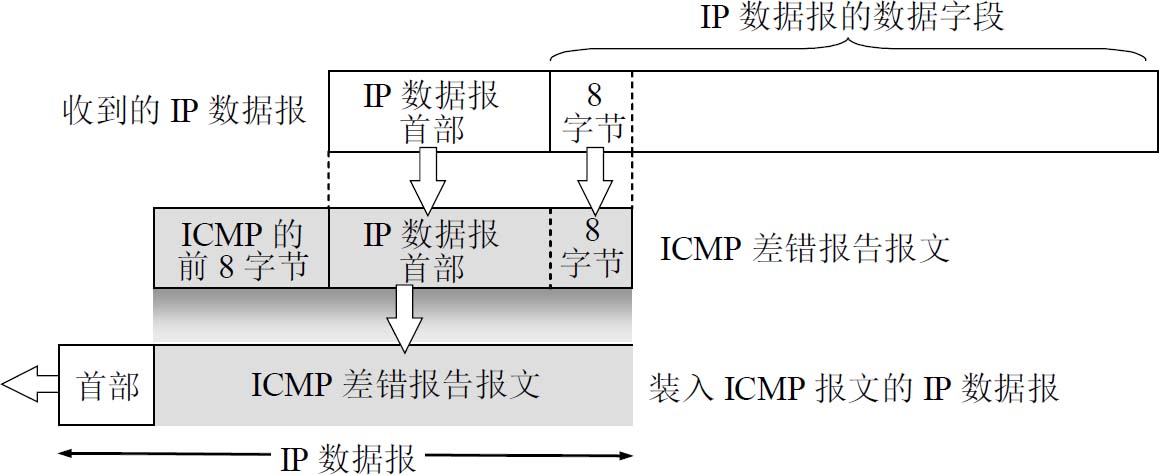 IP 数据报的数据字段
收到的 IP 数据报
IP 数据报
首部
8
字节
ICMP 的
前 8 字节
IP 数据报
首部
8
字节
ICMP 差错报告报文
首部
ICMP 差错报告报文
装入 ICMP 报文的 IP 数据报
IP 数据报